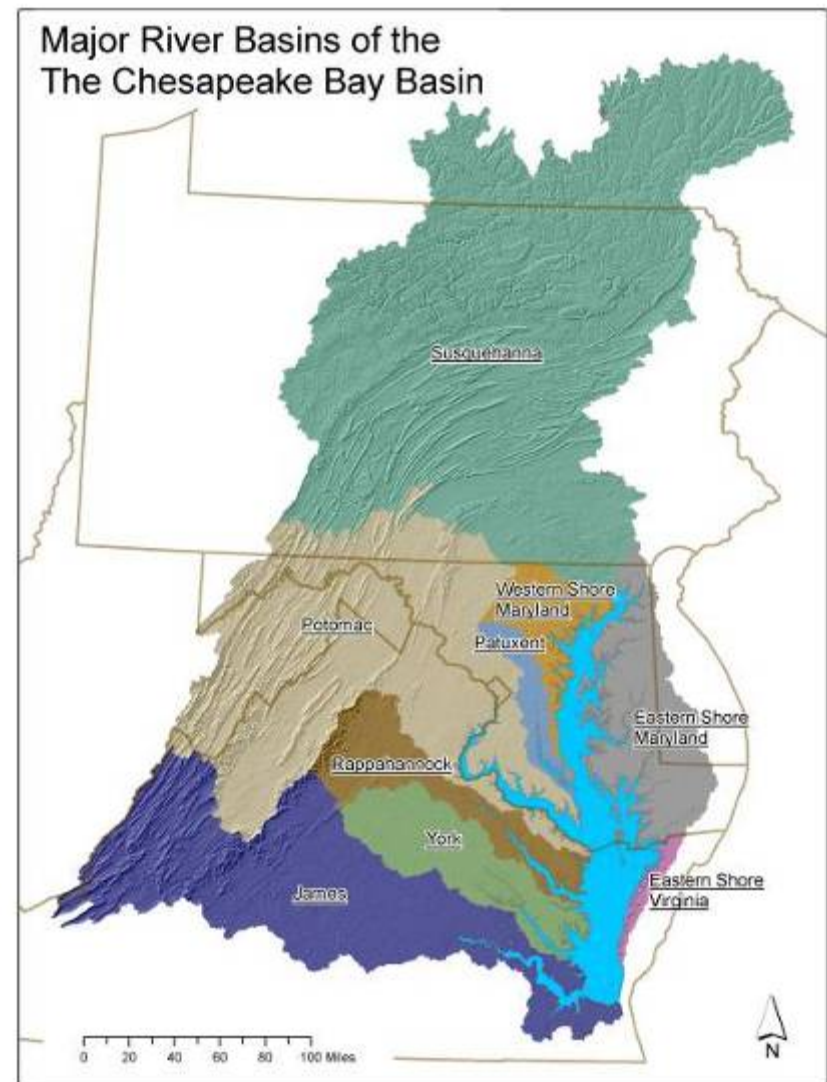 Major River Basins of the
The Chesapeake Bay Basin
Susquehanna
Western Shore
Maryland
Potomac
Patuxent
Eastern Shore
Maryland
Rappahannock
York
Eastern Shore
Virginia
James
0 20 40 60 80 100 Miles
N